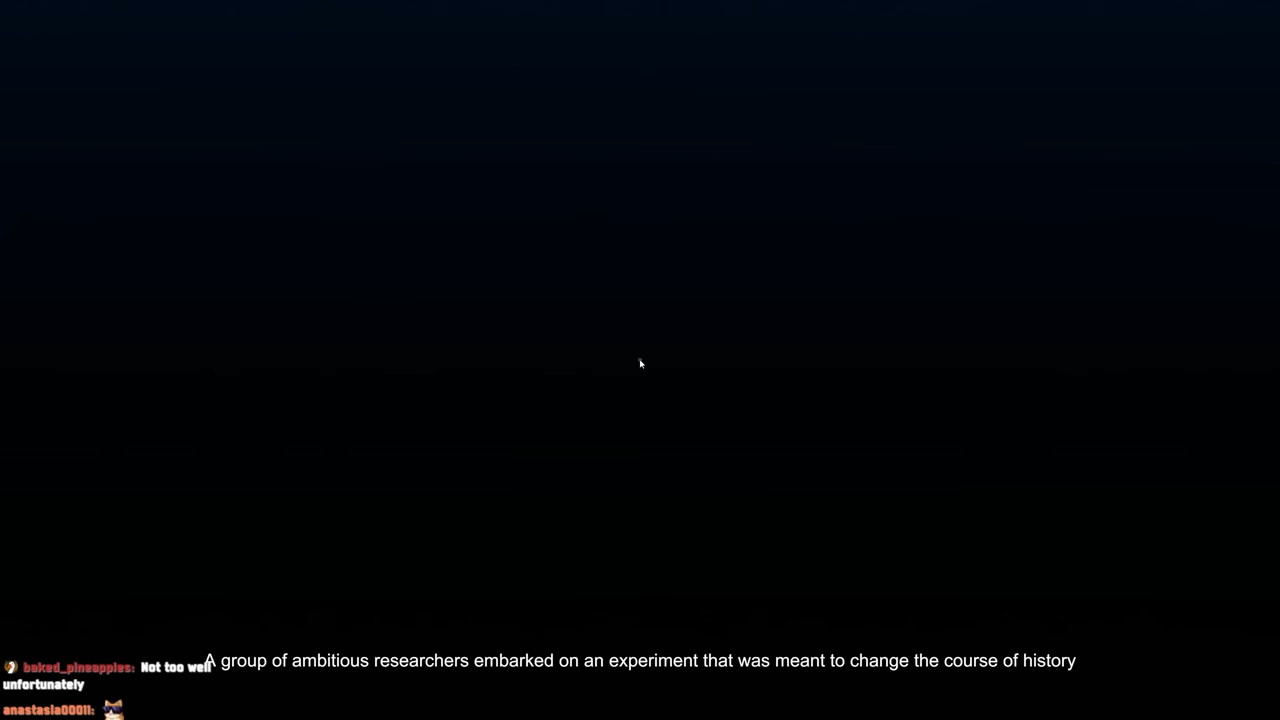 A group of ambitious researchers embarked on an experiment that was meant to change the course of history
baked_pineapples: Not too well
unfortunately
anastasia00011: